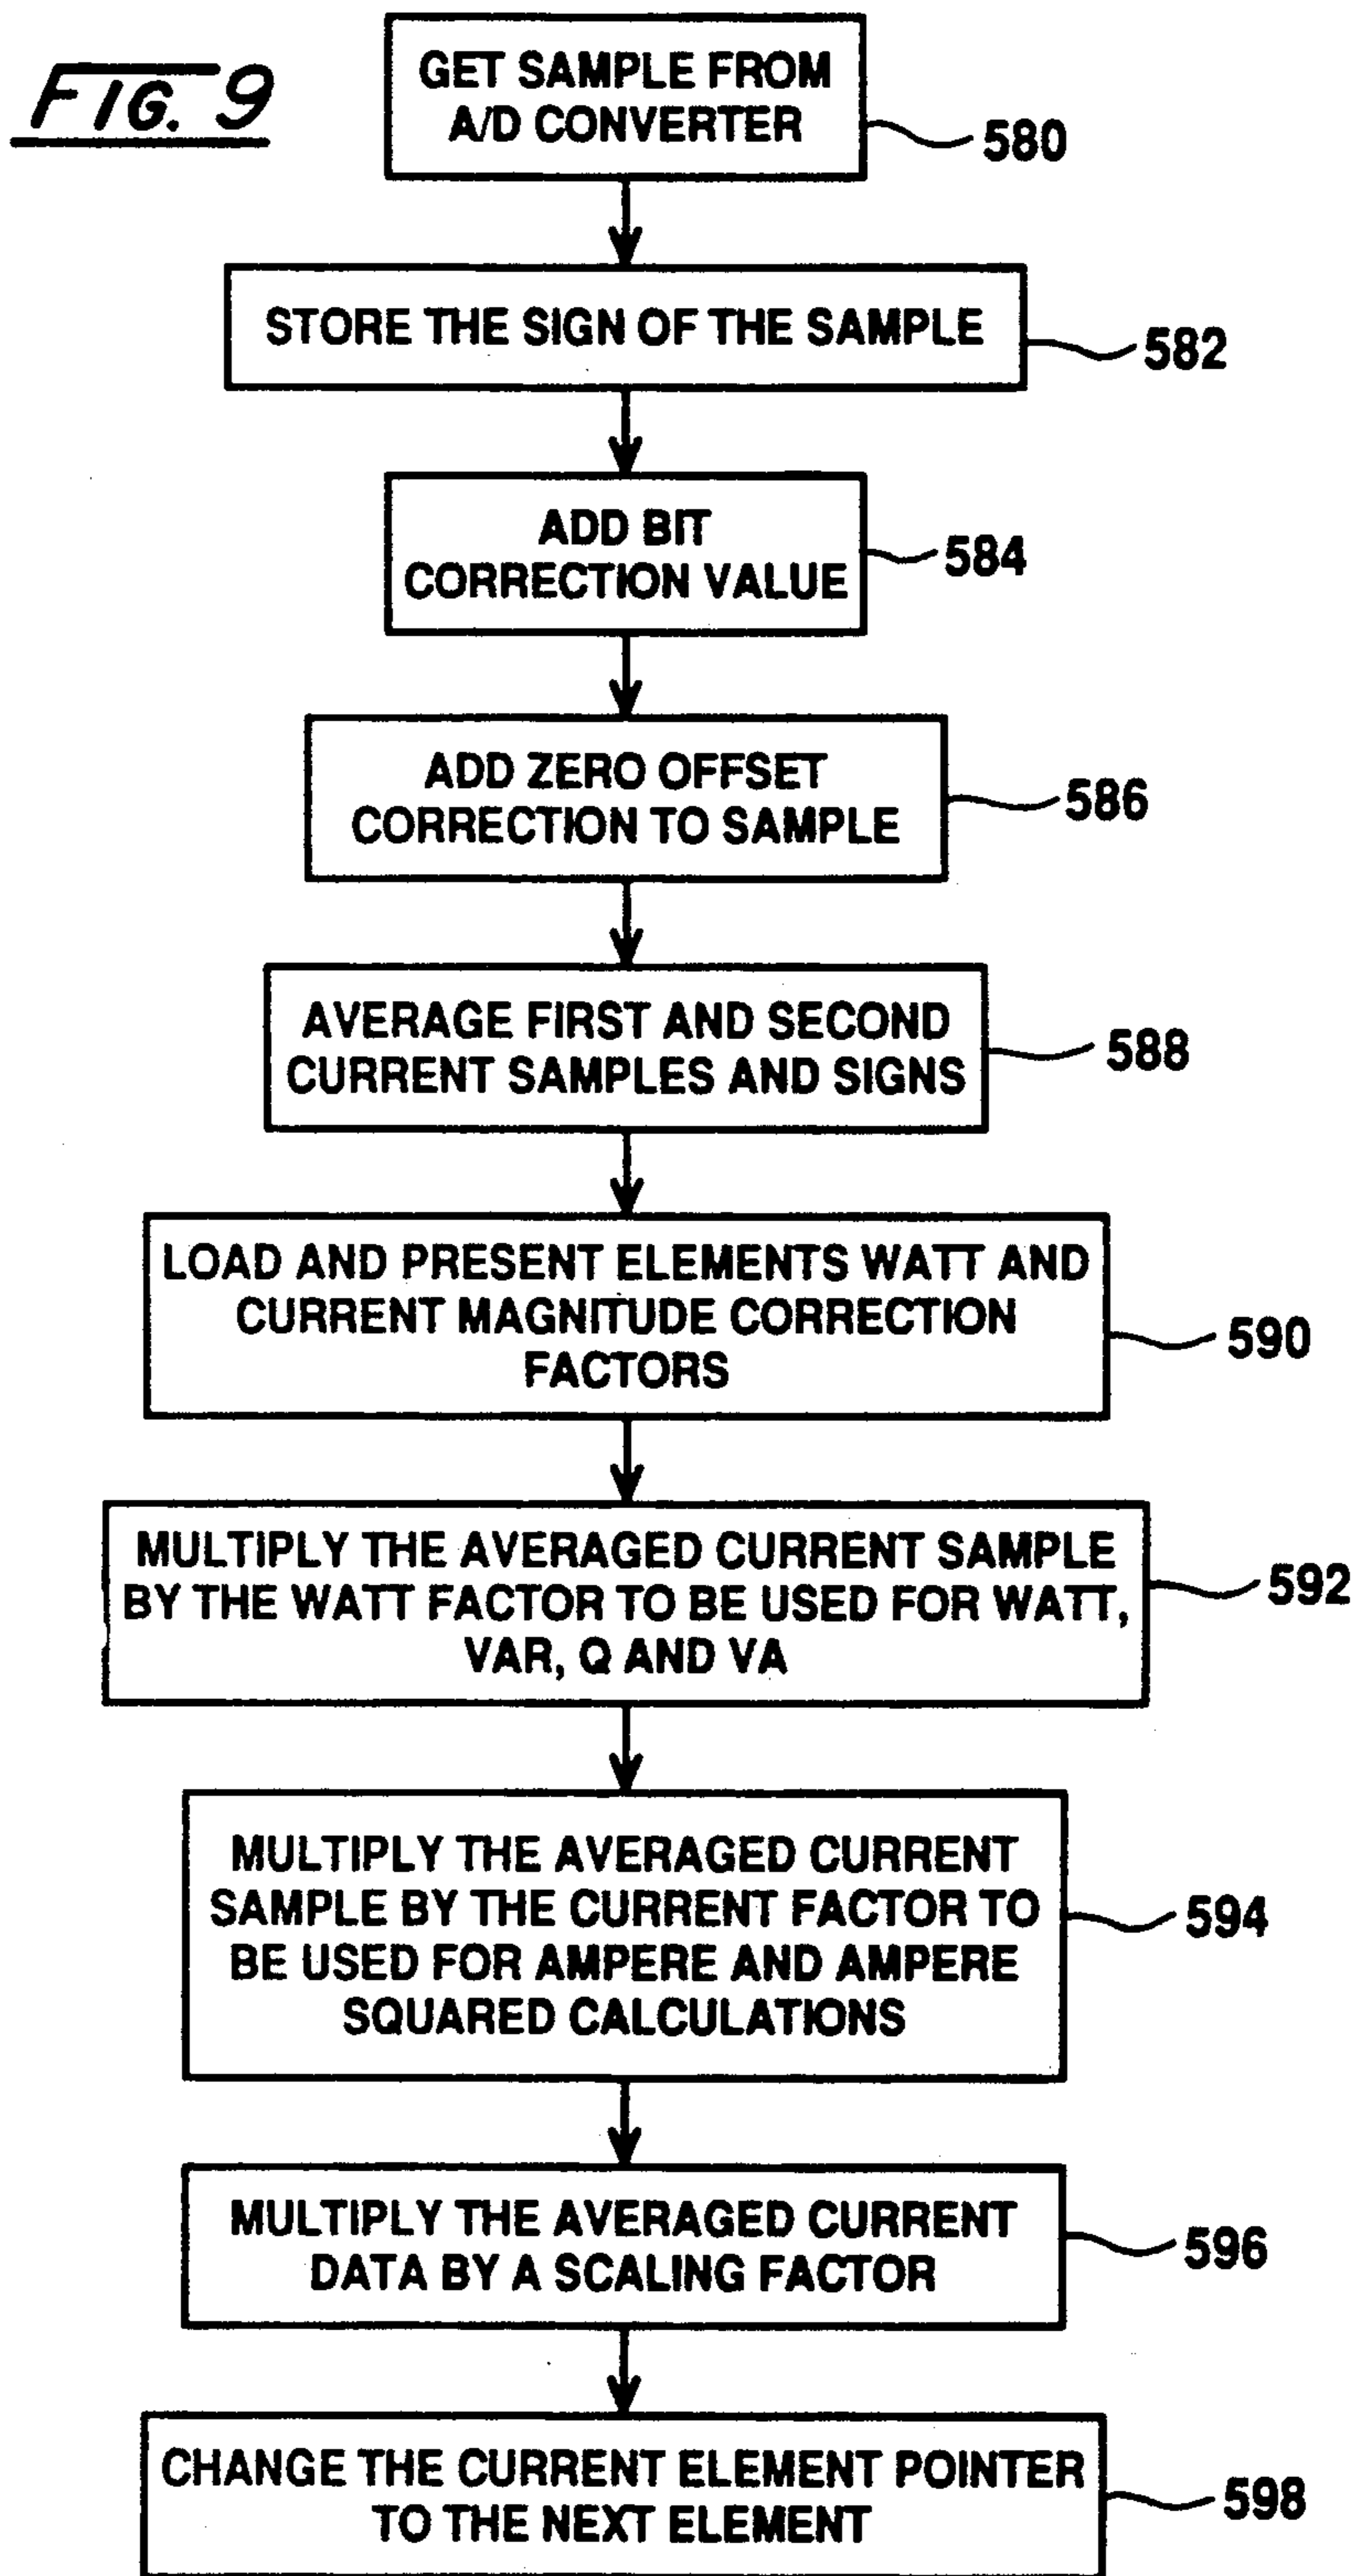 FIG. 9
GET SAMPLE FROM
A/D CONVERTER
580
STORE THE SIGN OF THE SAMPLE
582
ADD BIT
CORRECTION VALUE
584
ADD ZERO OFFSET
CORRECTION TO SAMPLE
586
AVERAGE FIRST AND SECOND
CURRENT SAMPLES AND SIGNS
588
LOAD AND PRESENT ELEMENTS WATT AND
CURRENT MAGNITUDE CORRECTION
FACTORS
590
MULTIPLY THE AVERAGED CURRENT SAMPLE
BY THE WATT FACTOR TO BE USED FOR WATT,
VAR, Q AND VA
592
MULTIPLY THE AVERAGED CURRENT
SAMPLE BY THE CURRENT FACTOR TO
BE USED FOR AMPERE AND AMPERE
SQUARED CALCULATIONS
594
MULTIPLY THE AVERAGED CURRENT
DATA BY A SCALING FACTOR
596
CHANGE THE CURRENT ELEMENT POINTER
TO THE NEXT ELEMENT
598